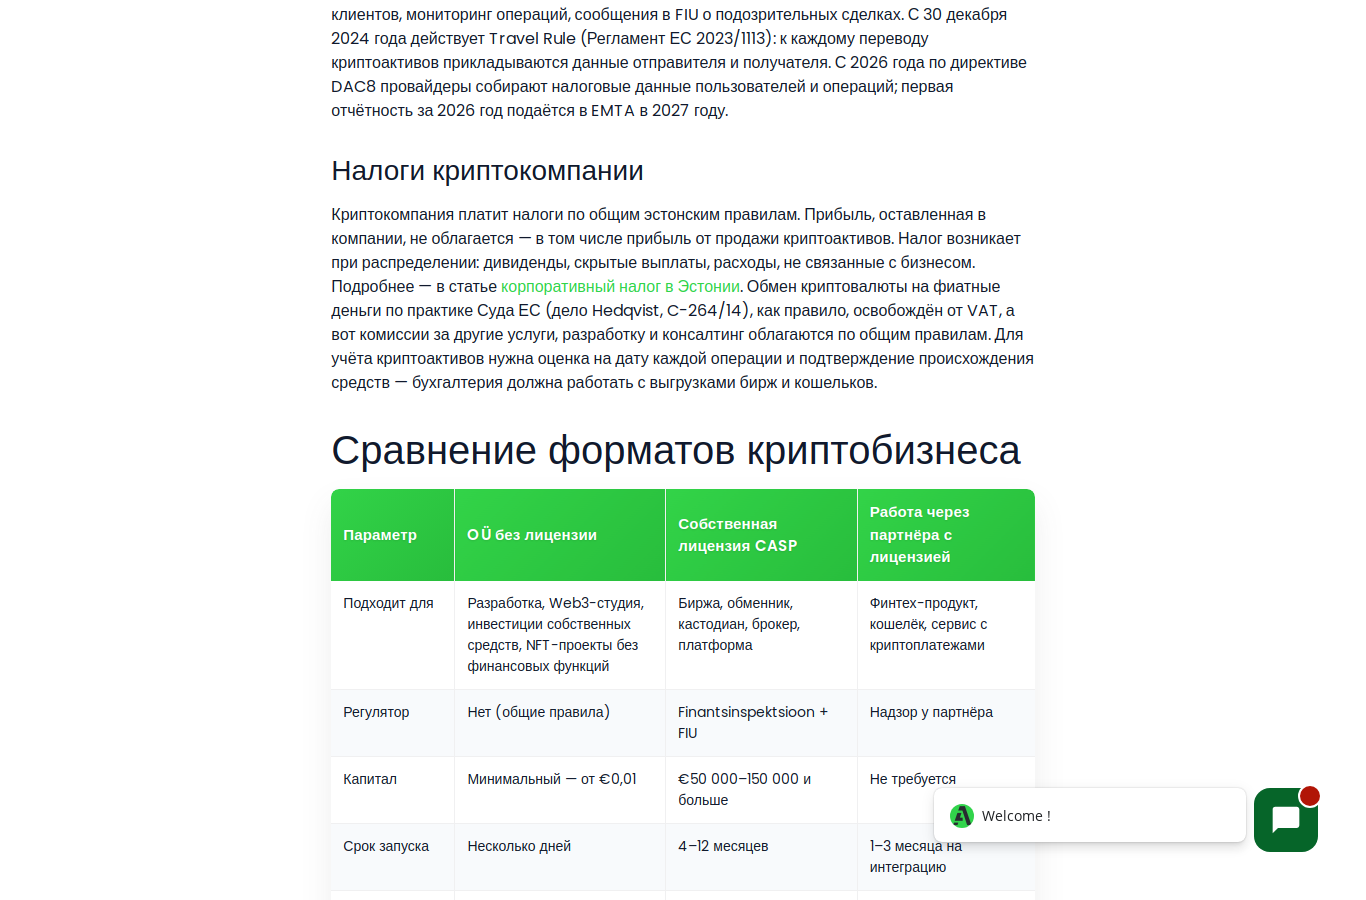 клиентов, мониторинг операций, сообщения в FIU о подозрительных сделках. С 30 декабря
2024 года действует Travel Rule (Регламент ЕС 2023/1113): к каждому переводу
криптоактивов прикладываются данные отправителя и получателя. С 2026 года по директиве
DAC8 провайдеры собирают налоговые данные пользователей и операций; первая
отчётность за 2026 год подаётся в EMTA в 2027 году.
Налоги криптокомпании
Криптокомпания платит налоги по общим эстонским правилам. Прибыль, оставленная в
компании, не облагается — в том числе прибыль от продажи криптоактивов. Налог возникает
при распределении: дивиденды, скрытые выплаты, расходы, не связанные с бизнесом.
Подробнее — в статье корпоративный налог в Эстонии. Обмен криптовалюты на фиатные
деньги по практике Суда ЕС (дело Hedqvist, C-264/14), как правило, освобождён от VAT, а
вот комиссии за другие услуги, разработку и консалтинг облагаются по общим правилам. Для
учёта криптоактивов нужна оценка на дату каждой операции и подтверждение происхождения
средств — бухгалтерия должна работать с выгрузками бирж и кошельков.
Сравнение форматов криптобизнеса
Параметр
OÜ без лицензии
Собственная
лицензия CASP
Работа через
партнёра с
лицензией
Подходит для
Разработка, Web3-студия,
инвестиции собственных
средств, NFT-проекты без
финансовых функций
Биржа, обменник,
кастодиан, брокер,
платформа
Финтех-продукт,
кошелёк, сервис с
криптоплатежами
Регулятор
Нет (общие правила)
Finantsinspektsioon +
FIU
Надзор у партнёра
Капитал
Минимальный — от €0,01
€50 000–150 000 и
больше
Не требуется
Срок запуска
Несколько дней
4–12 месяцев
1–3 месяца на
интеграцию
Welcome !